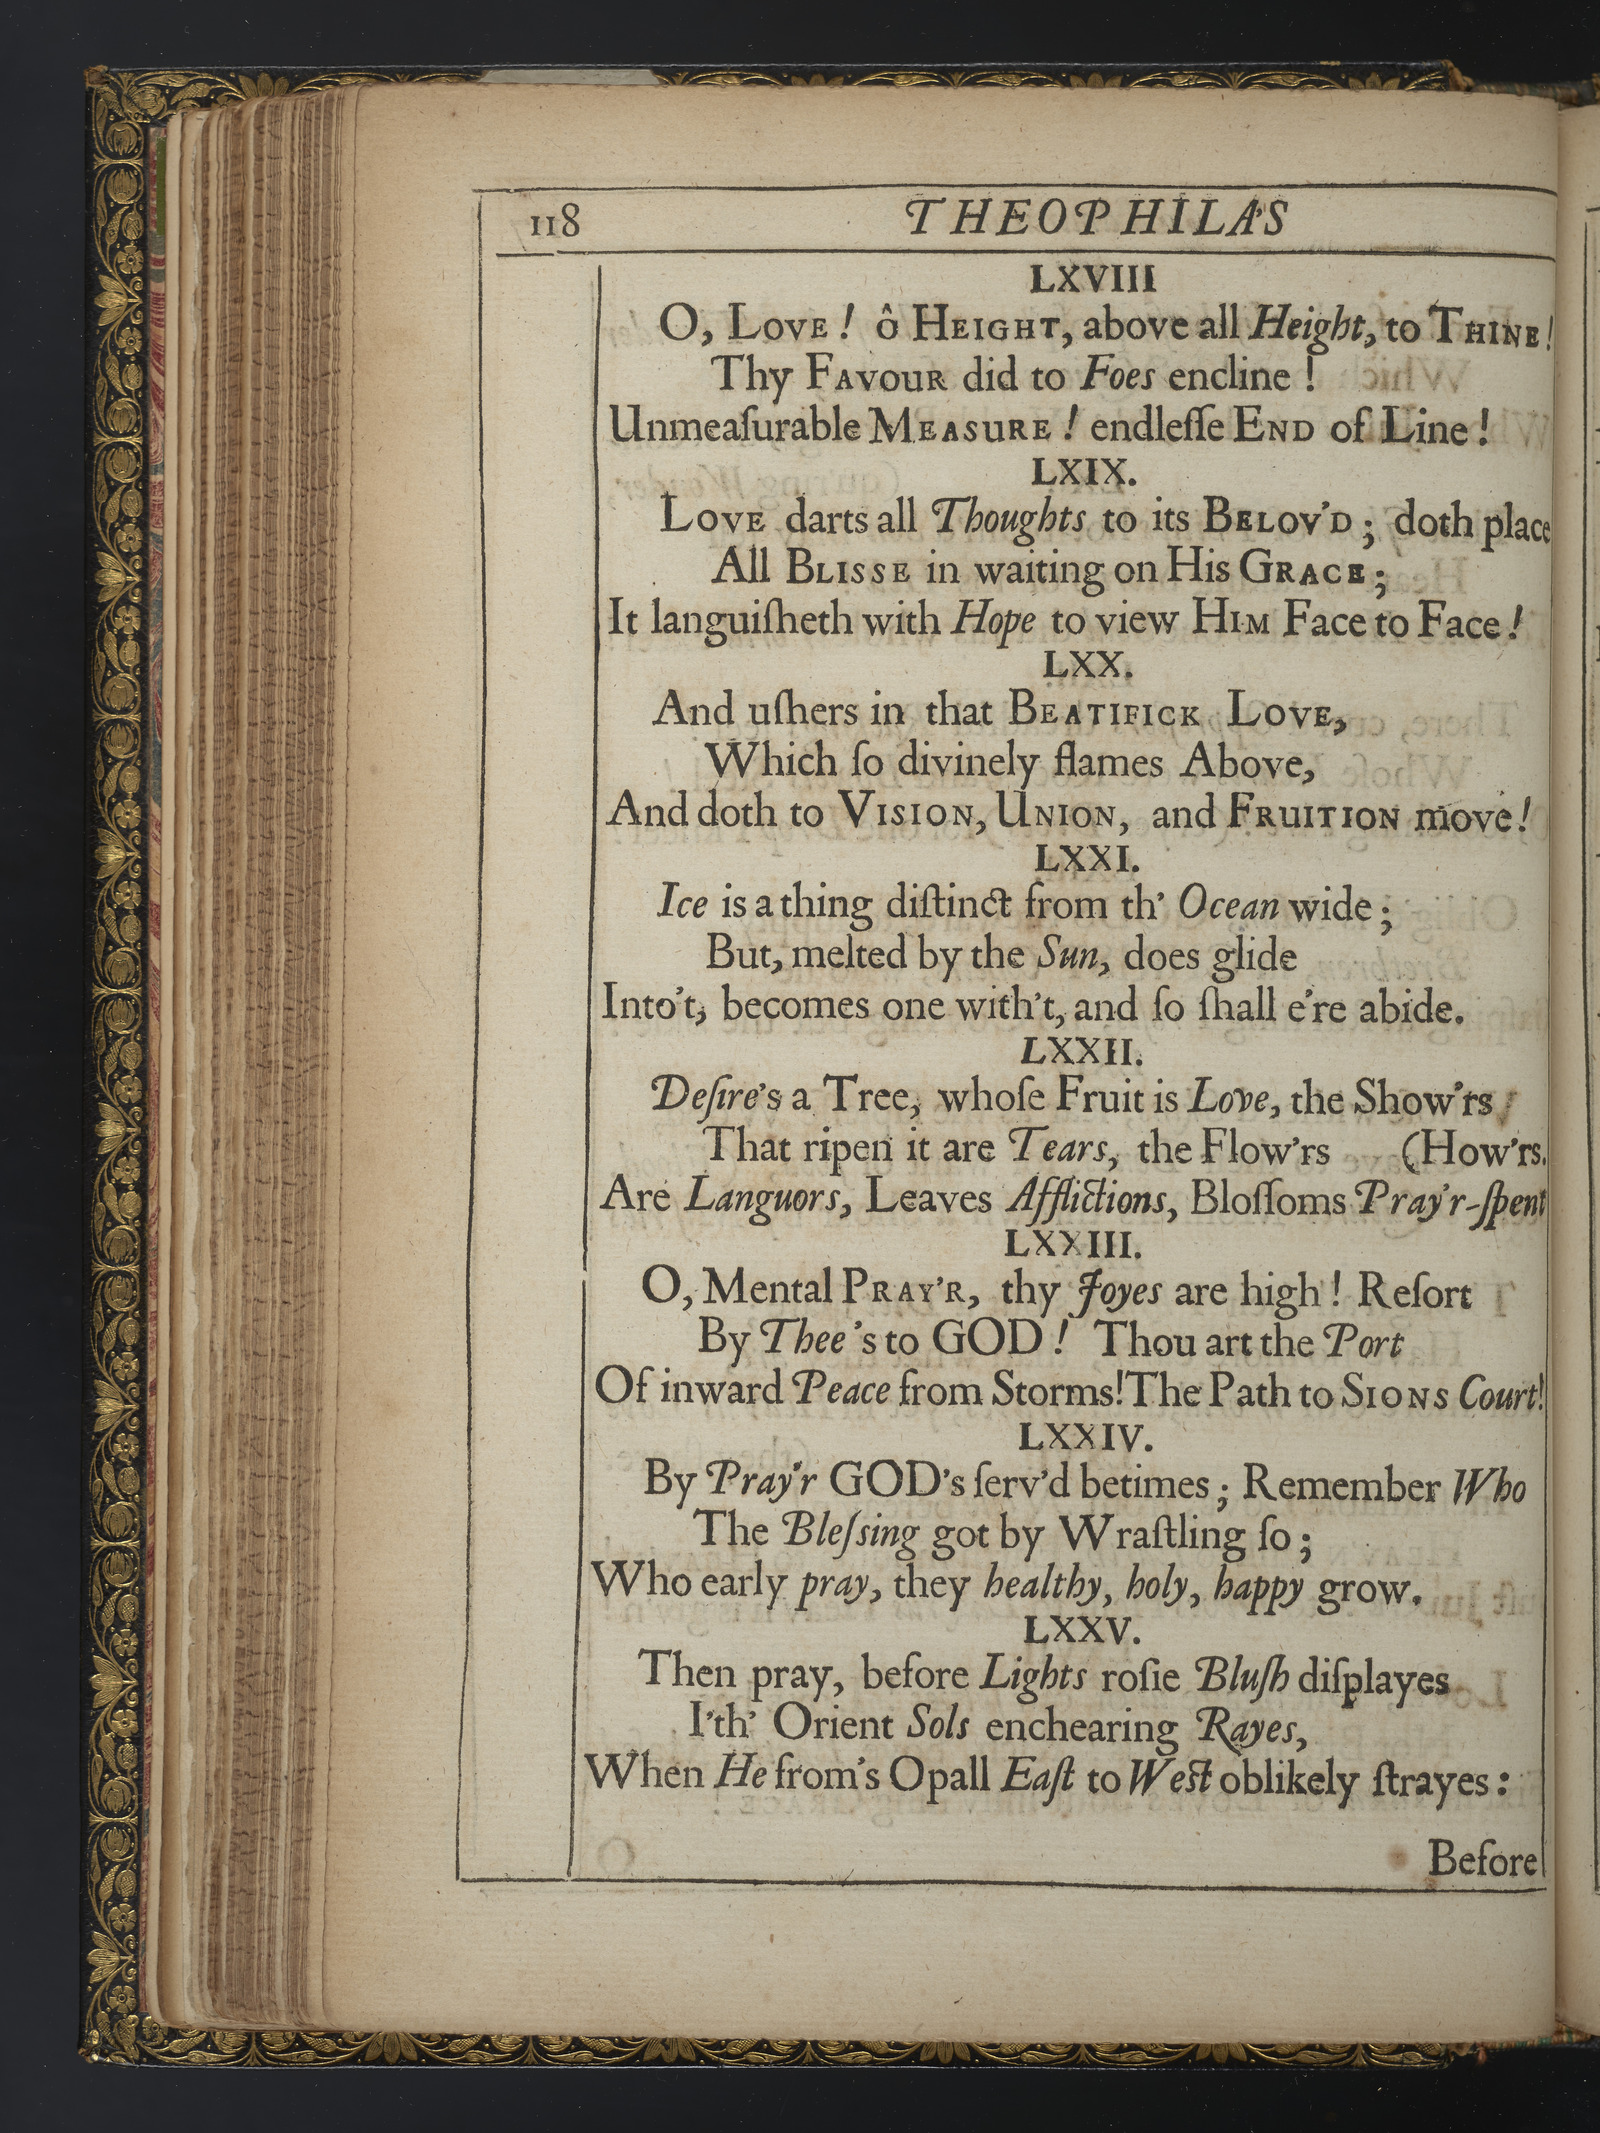 118 THEOPHILA'S
LXVIII
O, LOVE! ô HEIGHT, above all Height, to THINE!
Thy FAVOUR did to Foes encline!
Unmeaſurable MEASURE! endleſſe END of Line!
LXIX.
LOVE darts all Thoughts to its BELOV'D; doth place
All BLISSE in waiting on His GRACE;
It languiſheth with Hope to view HIM Face to Face!
LXX.
And uſhers in that BEATIFICK LOVE,
Which ſo divinely flames Above,
And doth to VISION, UNION, and FRUITION move!
LXXI.
Ice is a thing diſtinct from th' Ocean wide;
But, melted by the Sun, does glide
Into't; becomes one with't, and ſo ſhall e're abide.
LXXII.
Deſire's a Tree, whoſe Fruit is Love, the Show'rs
That ripen it are Tears, the Flow'rs (How'rs.
Are Languors, Leaves Afflictions, Bloſſoms Pray'r-ſpent
LXXIII.
O, Mental PRAY'R, thy Joyes are high! Reſort
By Thee's to GOD! Thou art the Port
Of inward Peace from Storms! The Path to SIONS Court!
LXXIV.
By Pray'r GOD's ſerv'd betimes; Remember Who
The Bleſsing got by Wraſtling ſo;
Who early pray, they healthy, holy, happy grow.
LXXV.
Then pray, before Lights roſie Bluſh diſplayes
I'th' Orient Sols enchearing Rayes,
When He from's Opall Eaſt to Weſt oblikely ſtrayes:
Before